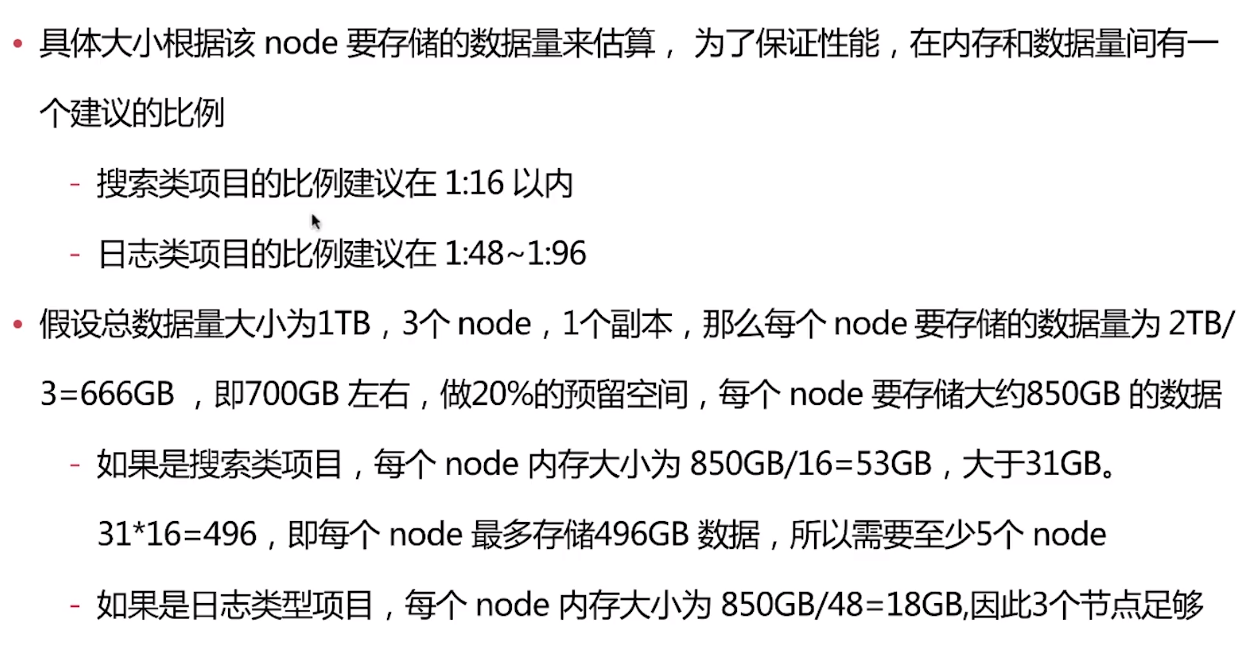 • 具体大小根据该 node 要存储的数据量来估算， 为了保证性能，在内存和数据量间有一
个建议的比例
- 搜索类项目的比例建议在 1:16 以内
- 日志类项目的比例建议在 1:48~1:96
• 假设总数据量大小为1TB，3个 node，1个副本，那么每个 node 要存储的数据量为 2TB/
3=666GB ，即700GB 左右，做20%的预留空间，每个 node 要存储大约850GB 的数据
- 如果是搜索类项目，每个 node 内存大小为 850GB/16=53GB，大于31GB。
31*16=496，即每个 node 最多存储496GB 数据，所以需要至少5个 node
- 如果是日志类型项目，每个 node 内存大小为 850GB/48=18GB,因此3个节点足够